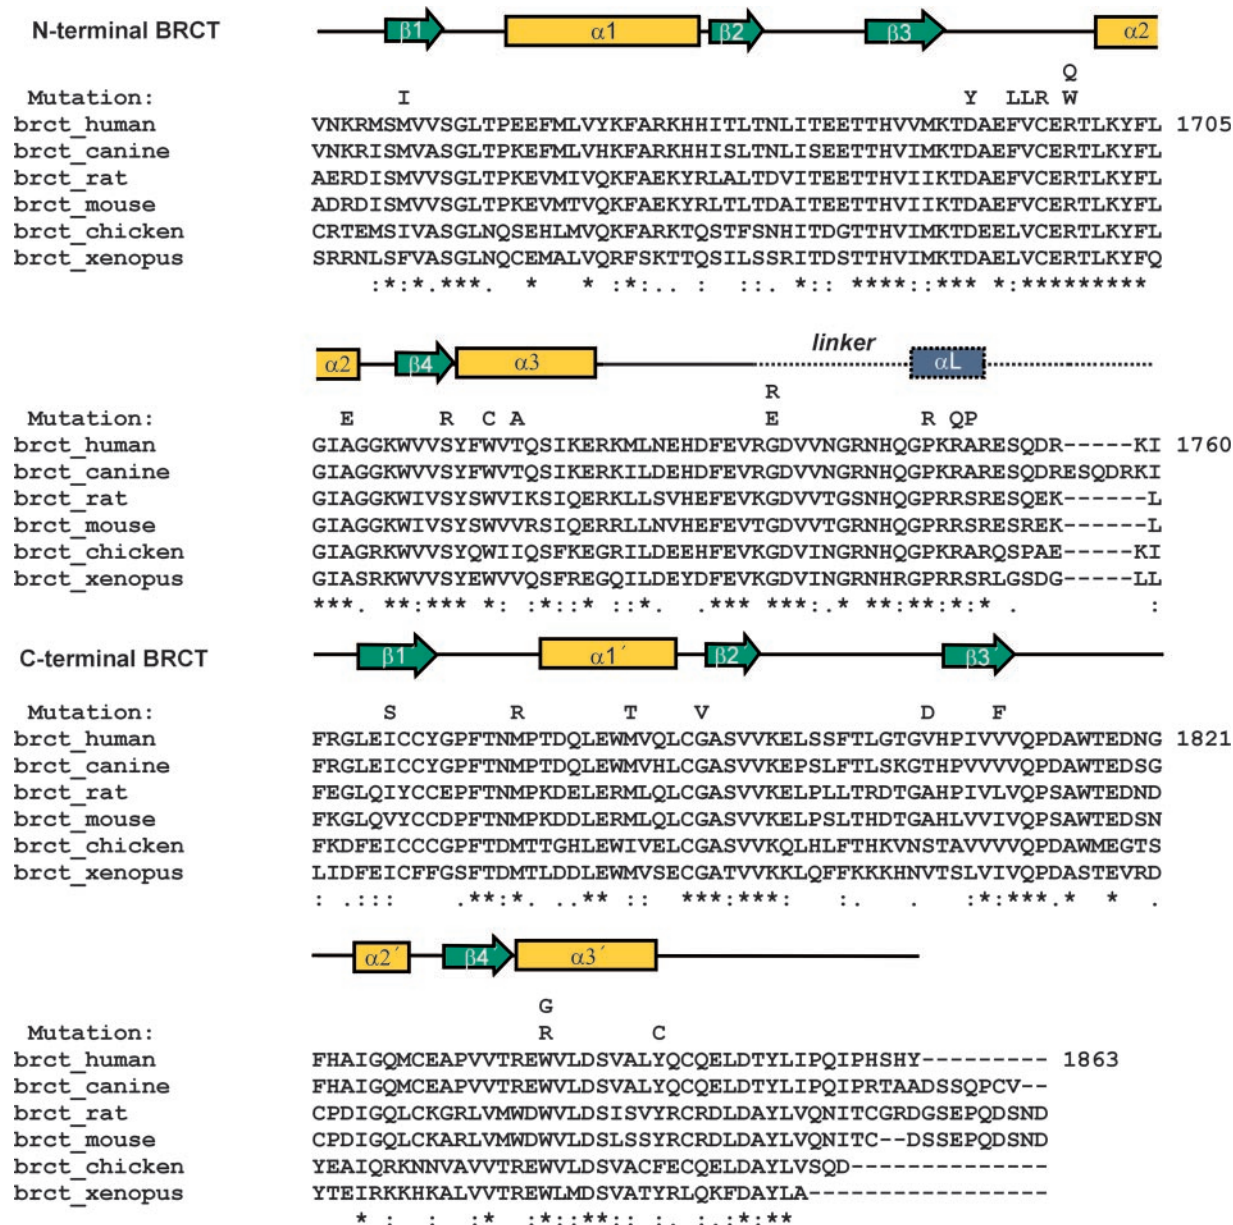 N-terminal BRCT
β1 α1 β2 β3 α2
Q
Mutation: I Y LLR W
brct_human VNKRMSMVVSGLTPEEFMLVYKFARKHHITLTNLITEETTHVVMKTDAEFVCERTLKYFL 1705
brct_canine VNKRISMVASGLTPKEFMLVHKFARKHHISLTNLISEETTHVIMKTDAEFVCERTLKYFL
brct_rat AERDISMVVSGLTPKEVMIVQKFAEKYRLALTDVITEETTHVIIKTDAEFVCERTLKYFL
brct_mouse ADRDISMVVSGLTPKEVMTVQKFAEKYRLTLTDAITEETTHVIIKTDAEFVCERTLKYFL
brct_chicken CRTEMSIVASGLNQSEHLMVQKFARKTQSTFSNHITDGTTHVIMKTDEELVCERTLKYFL
brct_xenopus SRRNLSFVASGLNQCEMALVQRFSKTTQSILSSRITDSTTHVIMKTDAELVCERTLKYFQ
:*:*.***. * * :*:.. : ::. *:: ****::*** *:*********
linker
α2 β4 α3 αL
R
Mutation: E R C A E R QP
brct_human GIAGGKWVVSYFWVTQSIKERKMLNEHDFEVRGDVVNGRNHQGPKRARESQDR-----KI 1760
brct_canine GIAGGKWVVSYFWVTQSIKERKILDEHDFEVRGDVVNGRNHQGPKRARESQDRESQDRKI
brct_rat GIAGGKWIVSYSWVIKSIQERKLLSVHEFEVKGDVVTGSNHQGPRRSRESQEK------L
brct_mouse GIAGGKWIVSYSWVVRSIQERRLLNVHEFEVTGDVVTGRNHQGPRRSRESREK------L
brct_chicken GIAGRKWVVSYQWIIQSFKEGRILDEEHFEVKGDVINGRNHQGPKRARQSPAE-----KI
brct_xenopus GIASRKWVVSYEWVVQSFREGQILDEYDFEVKGDVINGRNHRGPRRSRLGSDG-----LL
***. **:*** *: :*::* ::*. .*** ***:.* **:**:*:* . :
C-terminal BRCT
β1´ α1´ β2´ β3´
Mutation: S R T V D F
brct_human FRGLEICCYGPFTNMPTDQLEWMVQLCGASVVKELSSFTLGTGVHPIVVVQPDAWTEDNG 1821
brct_canine FRGLEICCYGPFTNMPTDQLEWMVHLCGASVVKEPSLFTLSKGTHPVVVVQPDAWTEDSG
brct_rat FEGLQIYCCEPFTNMPKDELERMLQLCGASVVKELPLLTRDTGAHPIVLVQPSAWTEDND
brct_mouse FKGLQVYCCDPFTNMPKDDLERMLQLCGASVVKELPSLTHDTGAHLVVIVQPSAWTEDSN
brct_chicken FKDFEICCCGPFTDMTTGHLEWIVELCGASVVKQLHLFTHKVNSTAVVVVQPDAWMEGTS
brct_xenopus LIDFEICFFGSFTDMTLDDLEWMVSECGATVVKKLQFFKKKHNVTSLVIVQPDASTEVRD
: .::: .**:*. ..** :: ***:***: :. . :*:***.* * .
α2´ β4´ α3´
G
Mutation: R C
brct_human FHAIGQMCEAPVVTREWVLDSVALYQCQELDTYLIPQIPHSHY--------- 1863
brct_canine FHAIGQMCEAPVVTREWVLDSVALYQCQELDTYLIPQIPRTAADSSQPCV--
brct_rat CPDIGQLCKGRLVMWDWVLDSISVYRCRDLDAYLVQNITCGRDGSEPQDSND
brct_mouse CPDIGQLCKARLVMWDWVLDSLSSYRCRDLDAYLVQNITC--DSSEPQDSND
brct_chicken YEAIQRKNNVAVVTREWVLDSVACFECQELDAYLVSQD--------------
brct_xenopus YTEIRKKHKALVVTREWLMDSVATYRLQKFDAYLA-----------------
* : : :* :*::**:: :. :.:*:**